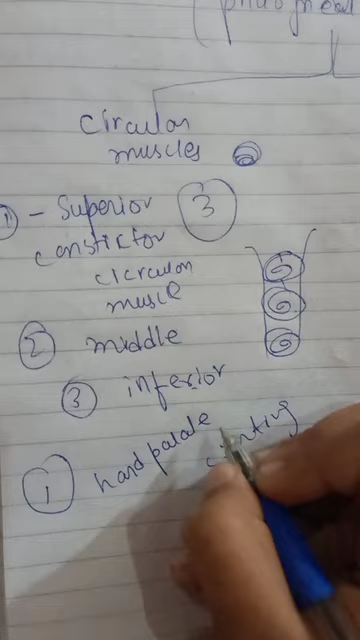 Circular
muscles
1 - Superior 3
constrictor
circular
muscle
2 middle
3 inferior
1 hard palate